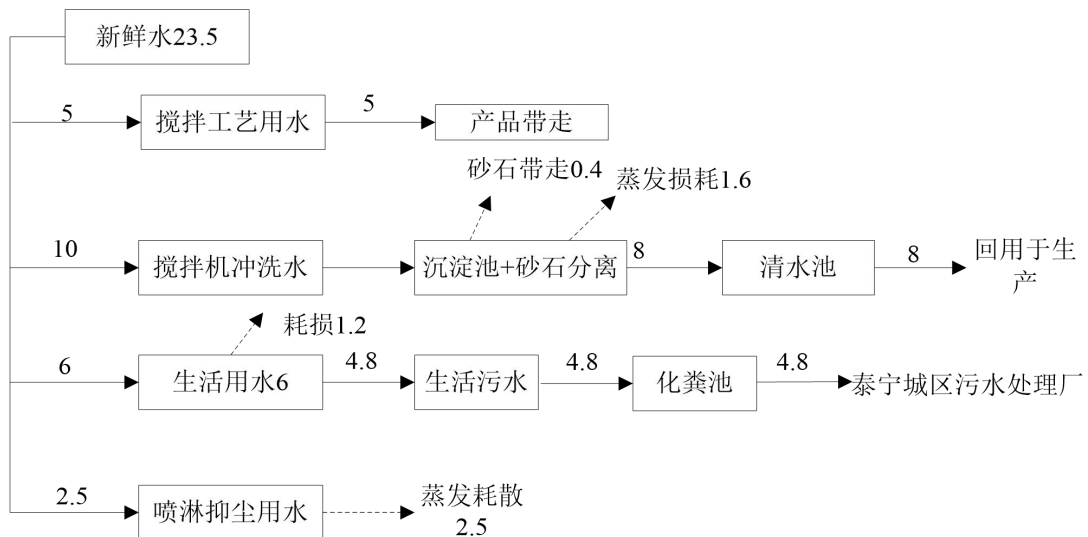 新鲜水23.5
5
搅拌工艺用水
5
产品带走
砂石带走0.4
蒸发损耗1.6
10
搅拌机冲洗水
沉淀池+砂石分离
8
清水池
8
回用于生
产
耗损1.2
6
生活用水6
4.8
生活污水
4.8
化粪池
4.8
泰宁城区污水处理厂
2.5
喷淋抑尘用水
蒸发耗散
2.5